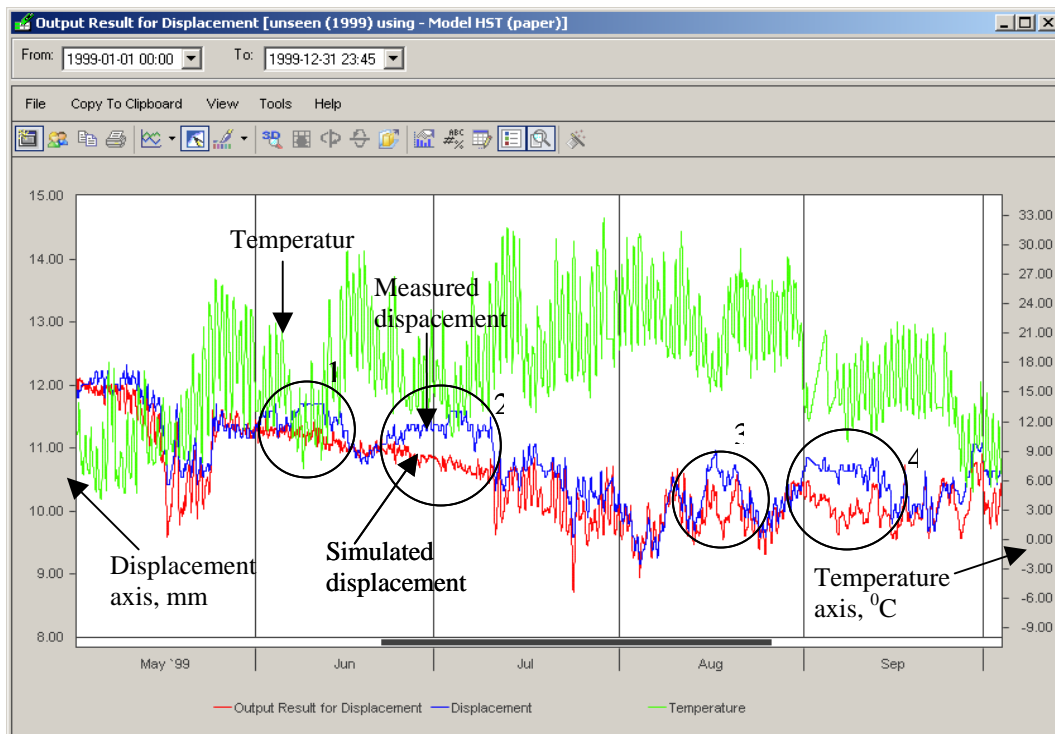 Output Result for Displacement [unseen (1999) using - Model HST (paper)]
From: 1999-01-01 00:00 To: 1999-12-31 23:45
File Copy To Clipboard View Tools Help
3D ABC #%
15.00
14.00
13.00
12.00
11.00
10.00
9.00
8.00
33.00
30.00
27.00
24.00
21.00
18.00
15.00
12.00
9.00
6.00
3.00
0.00
-3.00
-6.00
-9.00
Temperatur
Measured
dispacement
1
2
3
4
Simulated
displacement
Displacement
axis, mm
Temperature
axis, ⁰C
May `99 Jun Jul Aug Sep
Output Result for Displacement Displacement Temperature